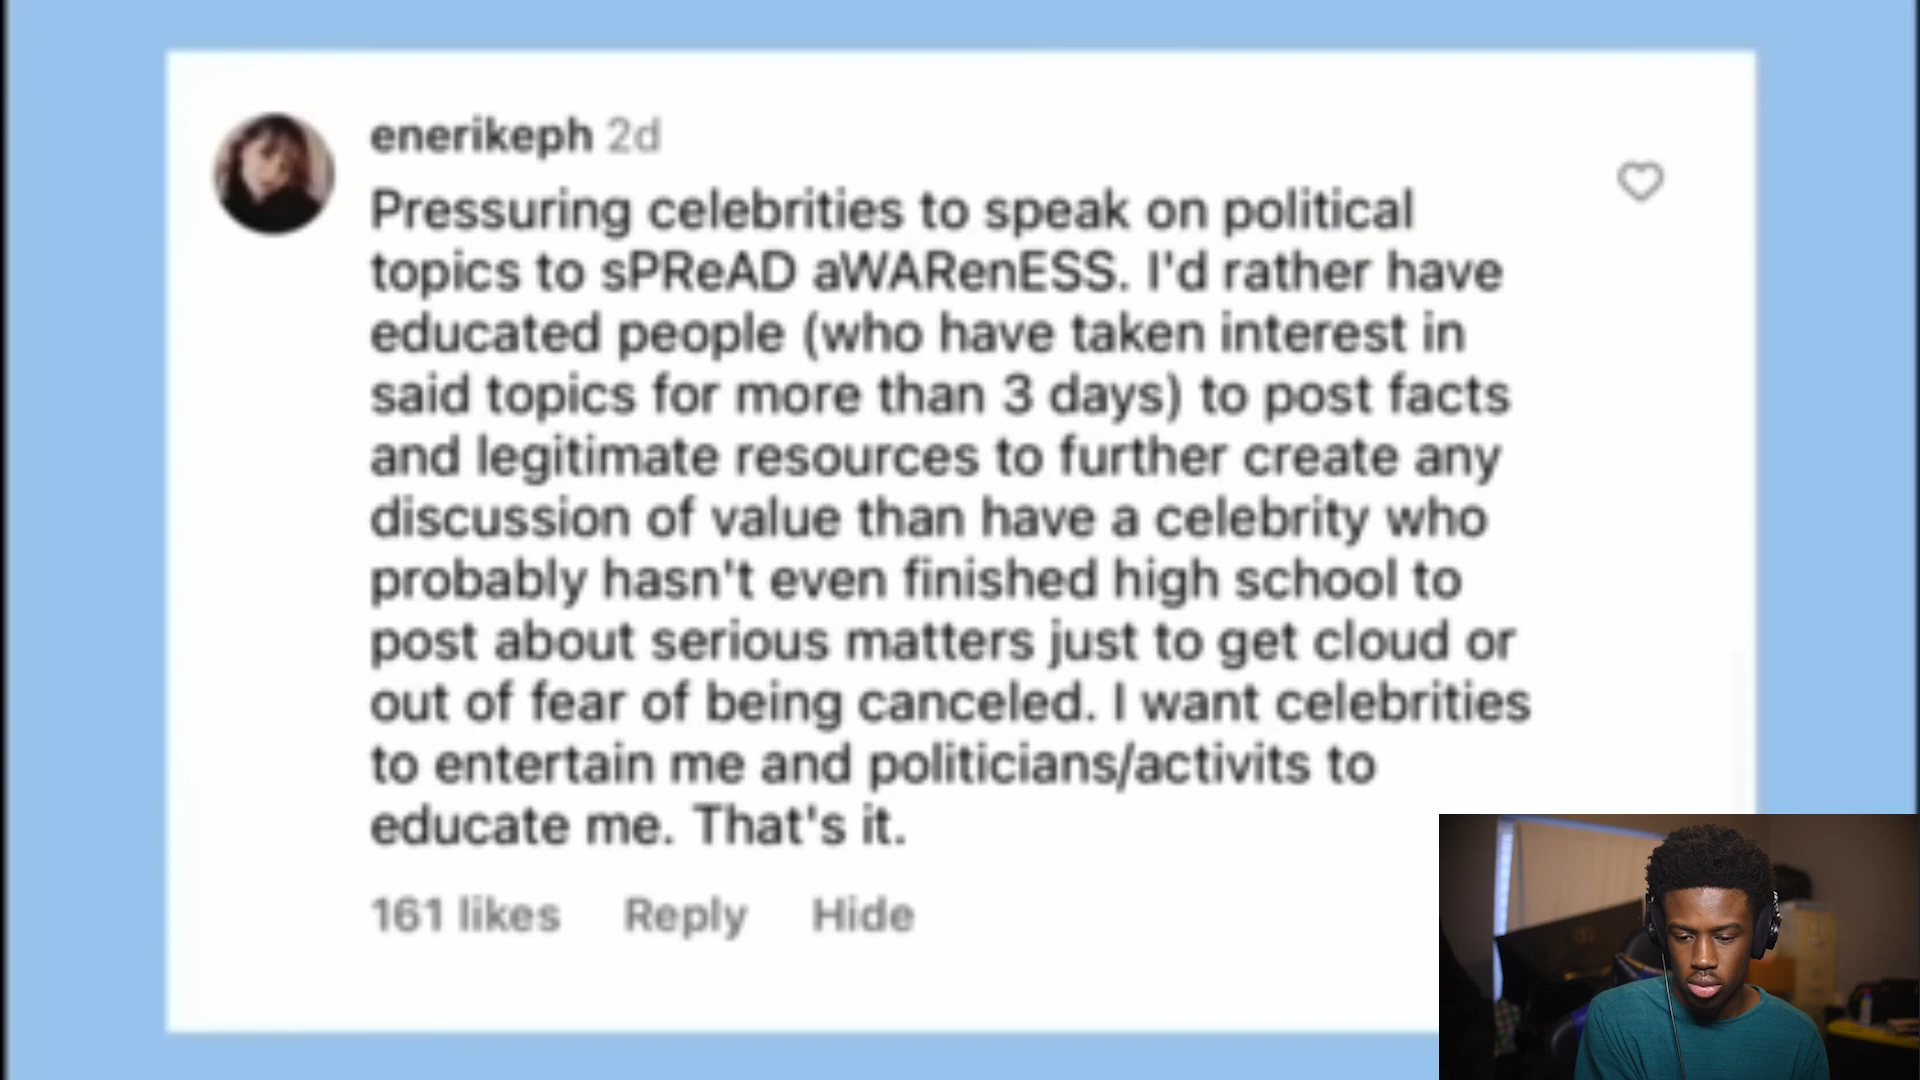 enerikeph 2d
Pressuring celebrities to speak on political
topics to sPReAD aWARenESS. I'd rather have
educated people (who have taken interest in
said topics for more than 3 days) to post facts
and legitimate resources to further create any
discussion of value than have a celebrity who
probably hasn't even finished high school to
post about serious matters just to get cloud or
out of fear of being canceled. I want celebrities
to entertain me and politicians/activits to
educate me. That's it.
161 likes Reply Hide